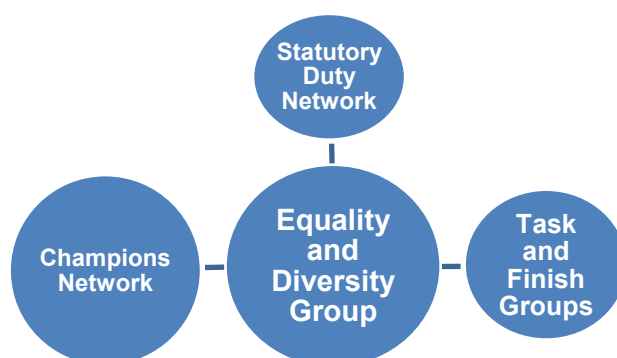 Statutory
Duty
Network
Champions
Network
Equality
and
Diversity
Group
Task
and
Finish
Groups